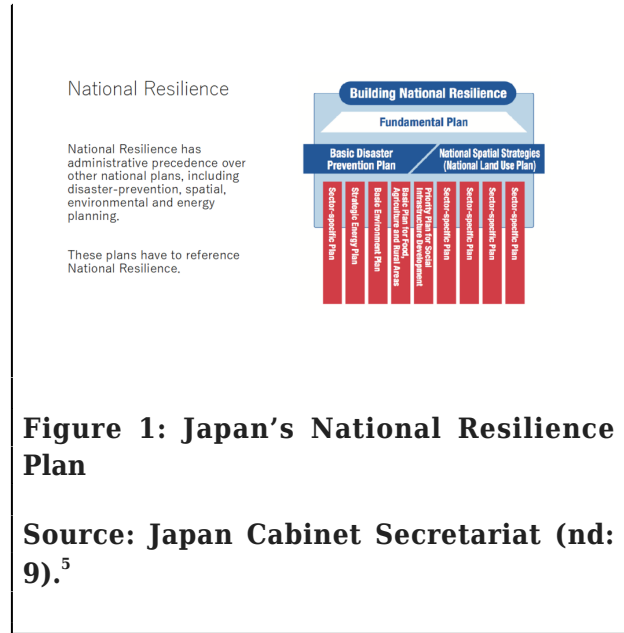 National Resilience
National Resilience has
administrative precedence over
other national plans, including
disaster-prevention, spatial,
environmental and energy
planning.
These plans have to reference
National Resilience.
Building National Resilience
Fundamental Plan
Basic Disaster
Prevention Plan
National Spatial Strategies
(National Land Use Plan)
Sector-specific Plan
Strategic Energy Plan
Basic Environment Plan
Basic Plan for Food,
Agriculture and Rural Areas
Priority Plan for Social
Infrastructure Development
Sector-specific Plan
Sector-specific Plan
Sector-specific Plan
Sector-specific Plan
Figure 1: Japan’s National Resilience
Plan
Source: Japan Cabinet Secretariat (nd:
9).5